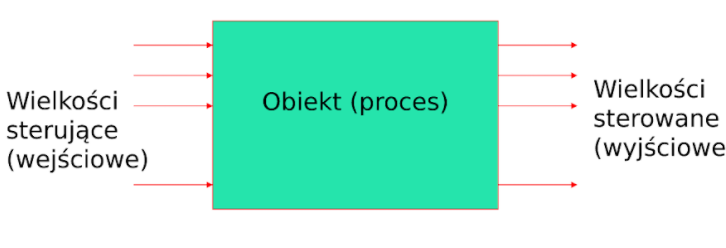 Wielkości
sterujące
(wejściowe)
Obiekt (proces)
Wielkości
sterowane
(wyjściowe